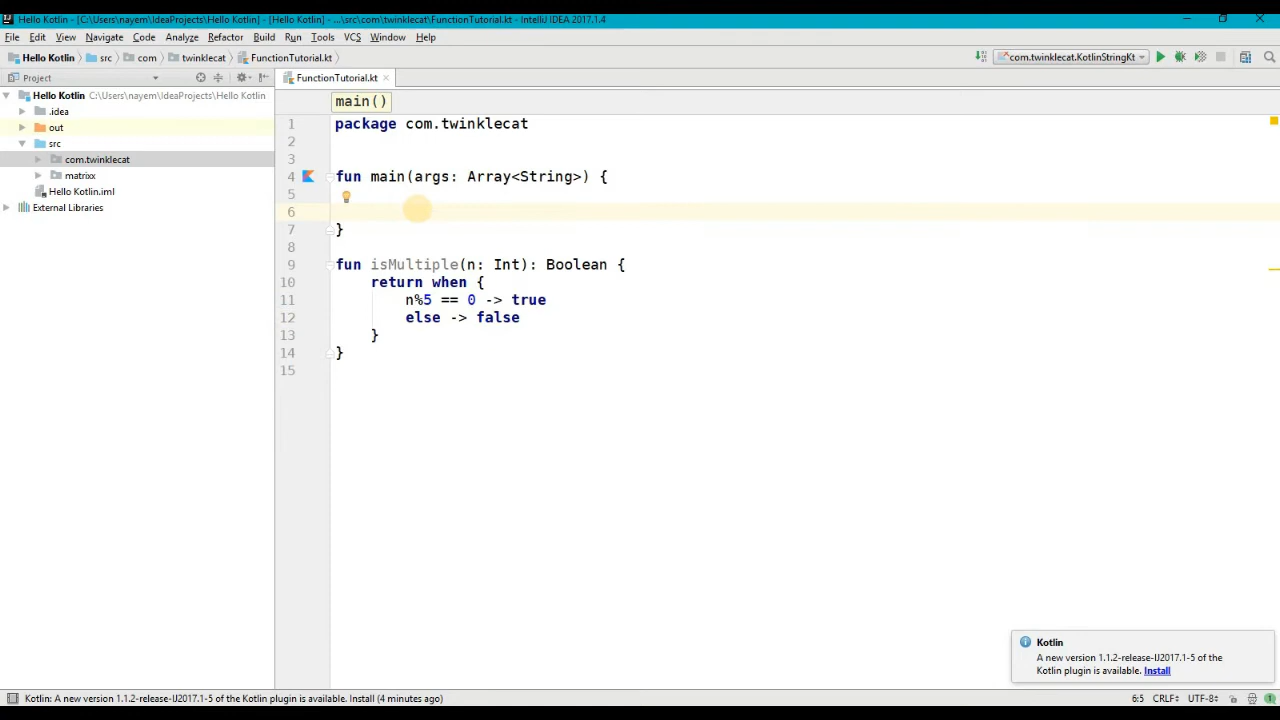 Hello Kotlin - [C:\Users\nayem\IdeaProjects\Hello Kotlin] - [Hello Kotlin] - ...\src\com\twinklecat\FunctionTutorial.kt - IntelliJ IDEA 2017.1.4
File Edit View Navigate Code Analyze Refactor Build Run Tools VCS Window Help
Hello Kotlin src com twinklecat FunctionTutorial.kt com.twinklecat.KotlinStringKt
Project FunctionTutorial.kt
Hello Kotlin C:\Users\nayem\IdeaProjects\Hello Kotlin
.idea
out
src
com.twinklecat
matrixx
Hello Kotlin.iml
External Libraries
main()
1 package com.twinklecat
2
3
4 fun main(args: Array<String>) {
5
6
7 }
8
9 fun isMultiple(n: Int): Boolean {
10 return when {
11 n%5 == 0 -> true
12 else -> false
13 }
14 }
15
Kotlin
A new version 1.1.2-release-IJ2017.1-5 of the
Kotlin plugin is available. Install
Kotlin: A new version 1.1.2-release-IJ2017.1-5 of the Kotlin plugin is available. Install (4 minutes ago) 6:5 CRLF÷ UTF-8÷ 1